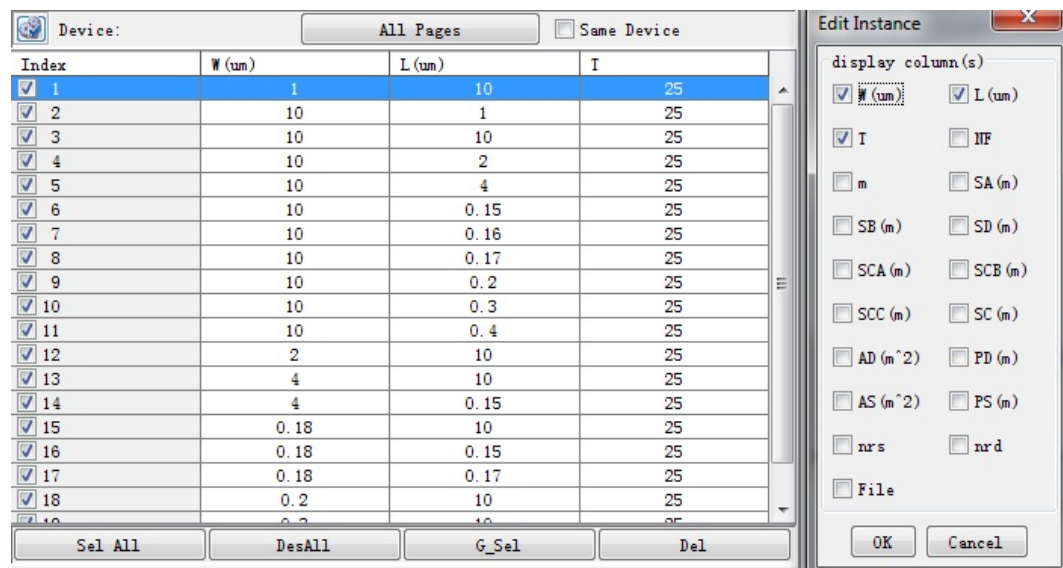 Device: All Pages Same Device
Index W(um) L(um) T
1 1 10 25
2 10 1 25
3 10 10 25
4 10 2 25
5 10 4 25
6 10 0.15 25
7 10 0.16 25
8 10 0.17 25
9 10 0.2 25
10 10 0.3 25
11 10 0.4 25
12 2 10 25
13 4 10 25
14 4 0.15 25
15 0.18 10 25
16 0.18 0.15 25
17 0.18 0.17 25
18 0.2 10 25
Sel All DesAll G_Sel Del
Edit Instance
display column(s)
W(um) L(um)
T NF
m SA(m)
SB(m) SD(m)
SCA(m) SCB(m)
SCC(m) SC(m)
AD(m^2) PD(m)
AS(m^2) PS(m)
nrs nrd
File
OK Cancel